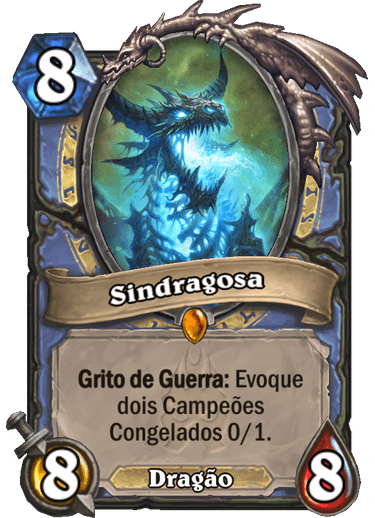 8
Sindragosa
Grito de Guerra: Evoque
dois Campeões
Congelados 0/1.
8
Dragão
8